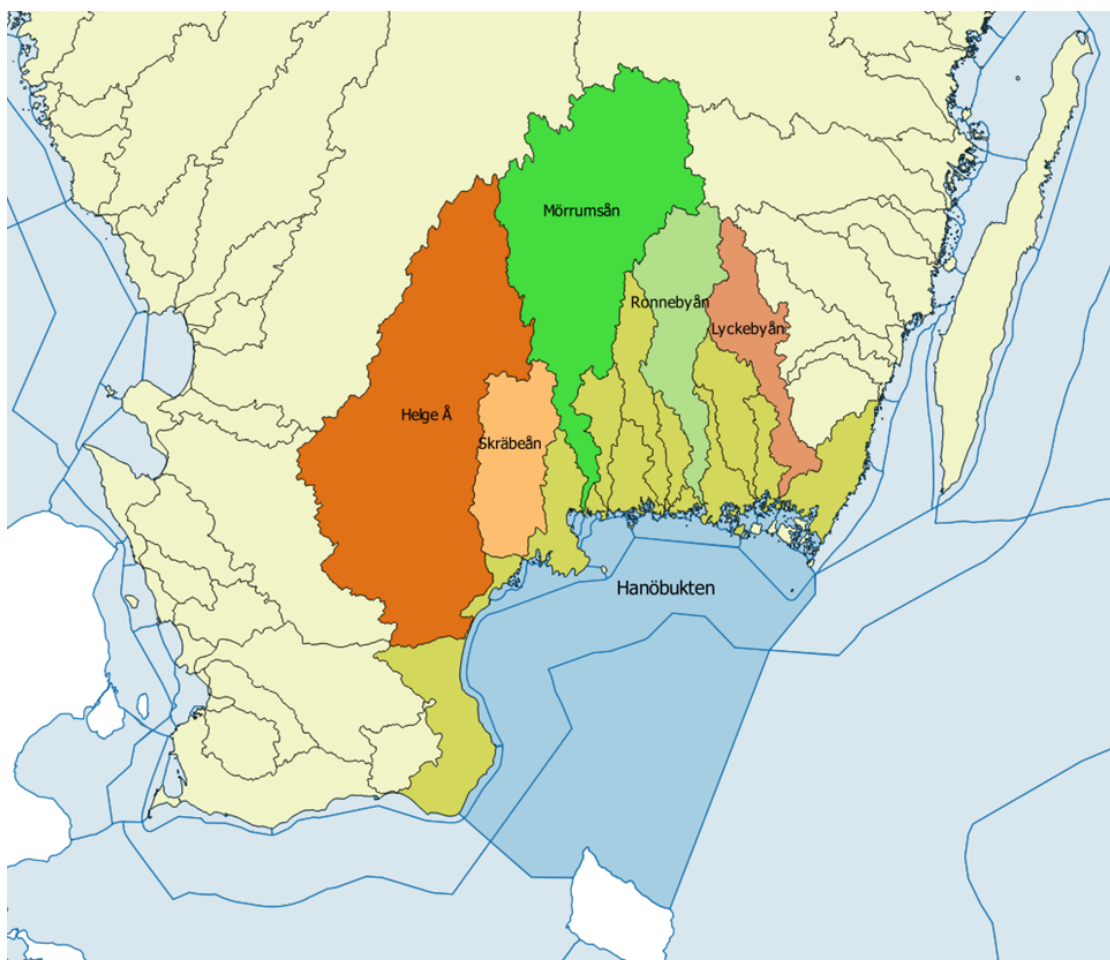 Mörrumsån
Ronnebyån
Lyckebyån
Helge Å
Skräbeån
Hanöbukten